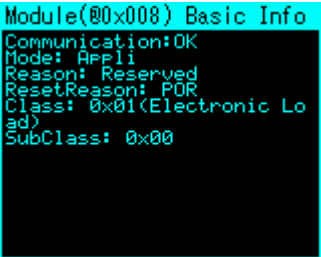 Module(@0x008) Basic Info
Communication:OK
Mode: Appli
Reason: Reserved
ResetReason: POR
Class: 0x01(Electronic Lo
ad)
SubClass: 0x00